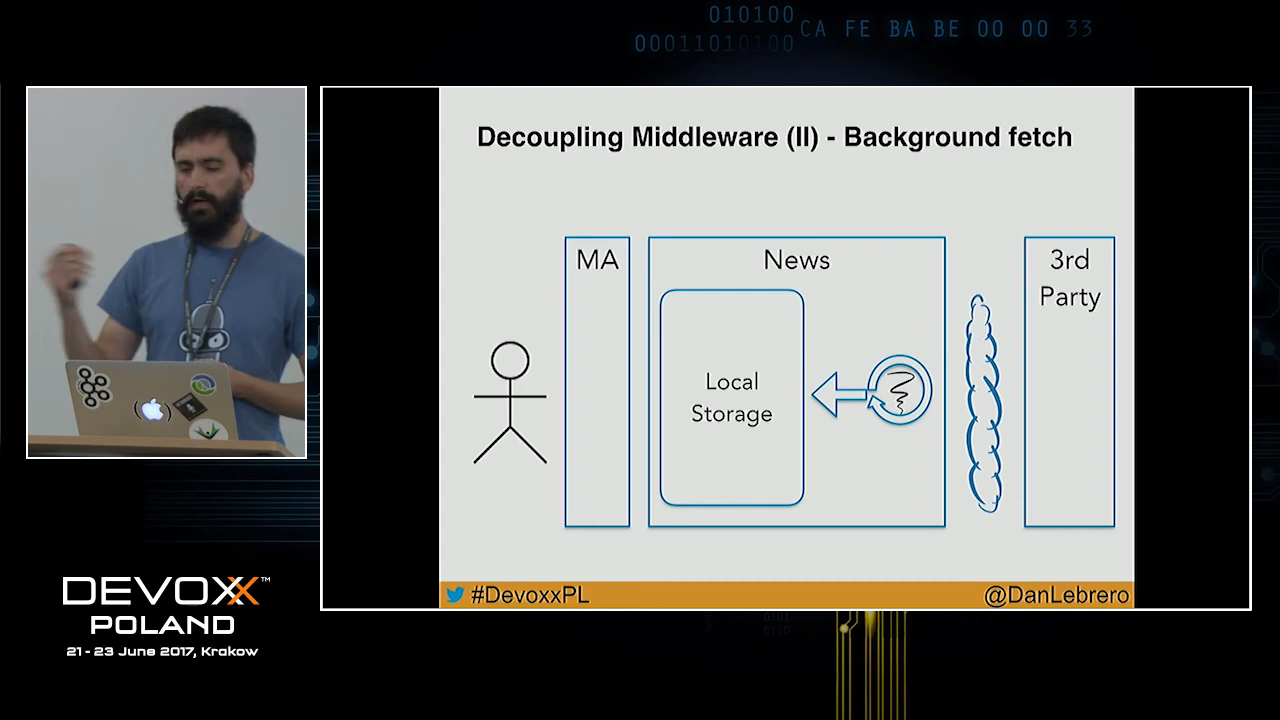 010100
00011010100
CA FE BA BE 00 00 33
Decoupling Middleware (II) - Background fetch
MA
News
3rd
Party
Local
Storage
#DevoxxPL
@DanLebrero
DEVOXX™
POLAND
21 - 23 June 2017, Krakow